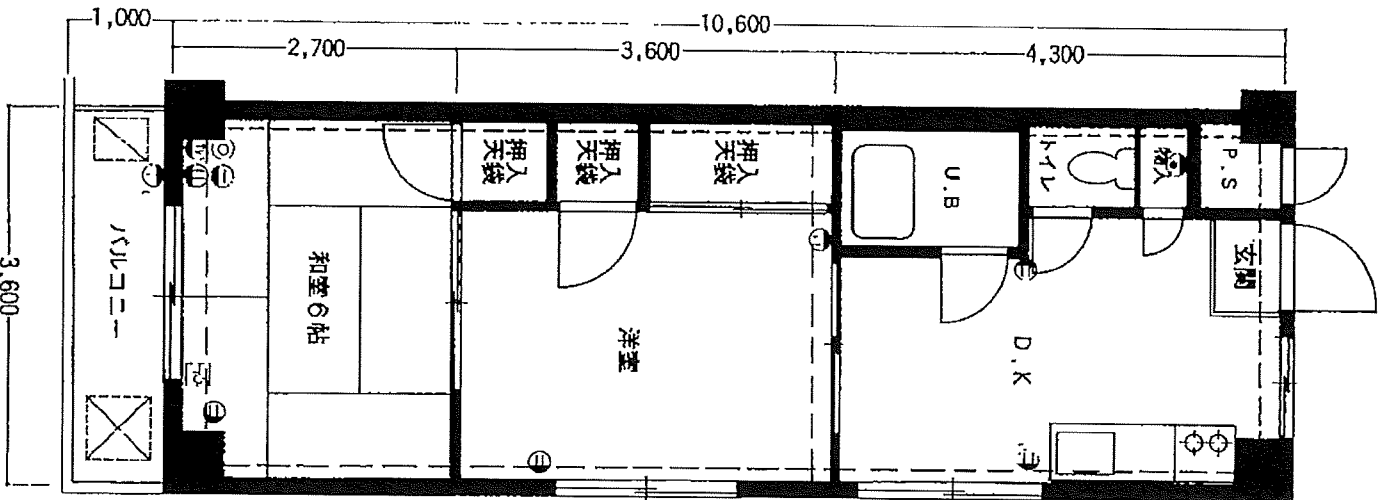 1,000
10,600
2,700
3,600
4,300
3,600
バルコニー
和室6帖
押入
天袋
押入
天袋
押入
天袋
洋室
U.B
トイレ
物入
P.S
玄関
D.K